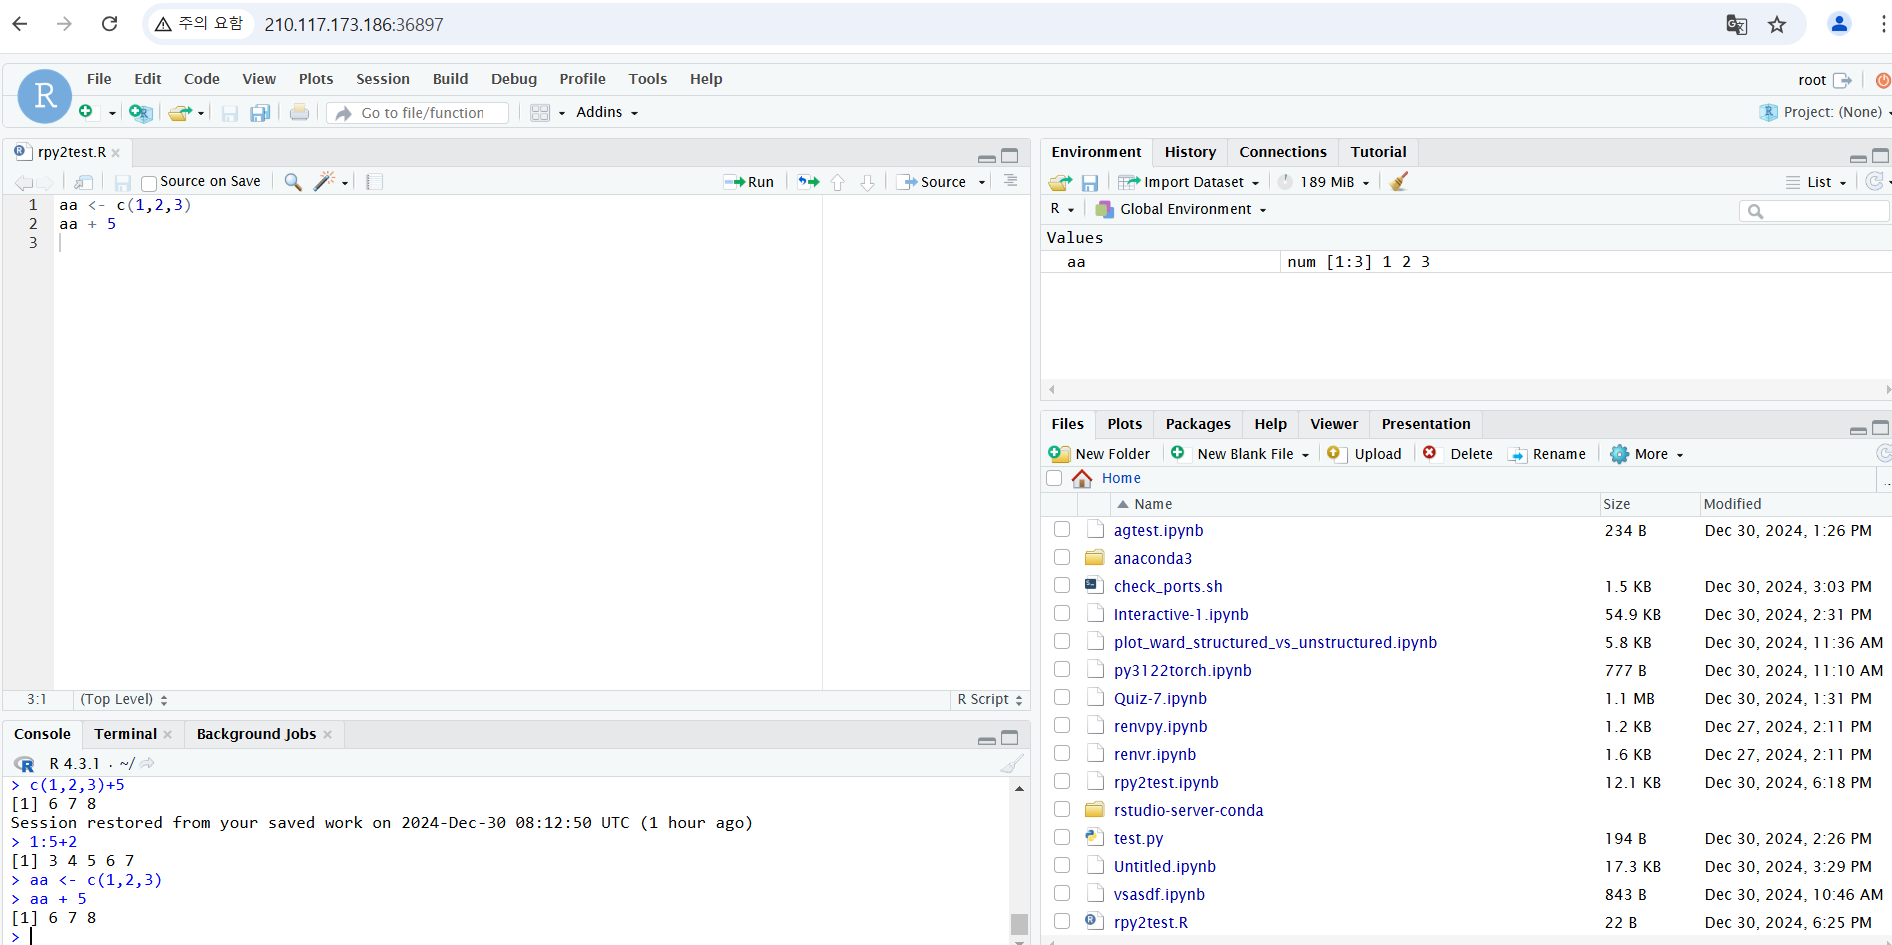 주의 요함 210.117.173.186:36897
R File Edit Code View Plots Session Build Debug Profile Tools Help root
Go to file/function Addins Project: (None)
rpy2test.R
Source on Save Run Source
1 aa <- c(1,2,3)
2 aa + 5
3
3:1 (Top Level) R Script
Console Terminal Background Jobs
R 4.3.1 · ~/
> c(1,2,3)+5
[1] 6 7 8
Session restored from your saved work on 2024-Dec-30 08:12:50 UTC (1 hour ago)
> 1:5+2
[1] 3 4 5 6 7
> aa <- c(1,2,3)
> aa + 5
[1] 6 7 8
>
Environment History Connections Tutorial
Import Dataset 189 MiB List
R Global Environment
Values
aa num [1:3] 1 2 3
Files Plots Packages Help Viewer Presentation
New Folder New Blank File Upload Delete Rename More
Home ..
Name Size Modified
agtest.ipynb 234 B Dec 30, 2024, 1:26 PM
anaconda3
check_ports.sh 1.5 KB Dec 30, 2024, 3:03 PM
Interactive-1.ipynb 54.9 KB Dec 30, 2024, 2:31 PM
plot_ward_structured_vs_unstructured.ipynb 5.8 KB Dec 30, 2024, 11:36 AM
py3122torch.ipynb 777 B Dec 30, 2024, 11:10 AM
Quiz-7.ipynb 1.1 MB Dec 30, 2024, 1:31 PM
renvpy.ipynb 1.2 KB Dec 27, 2024, 2:11 PM
renvr.ipynb 1.6 KB Dec 27, 2024, 2:11 PM
rpy2test.ipynb 12.1 KB Dec 30, 2024, 6:18 PM
rstudio-server-conda
test.py 194 B Dec 30, 2024, 2:26 PM
Untitled.ipynb 17.3 KB Dec 30, 2024, 3:29 PM
vsasdf.ipynb 843 B Dec 30, 2024, 10:46 AM
rpy2test.R 22 B Dec 30, 2024, 6:25 PM